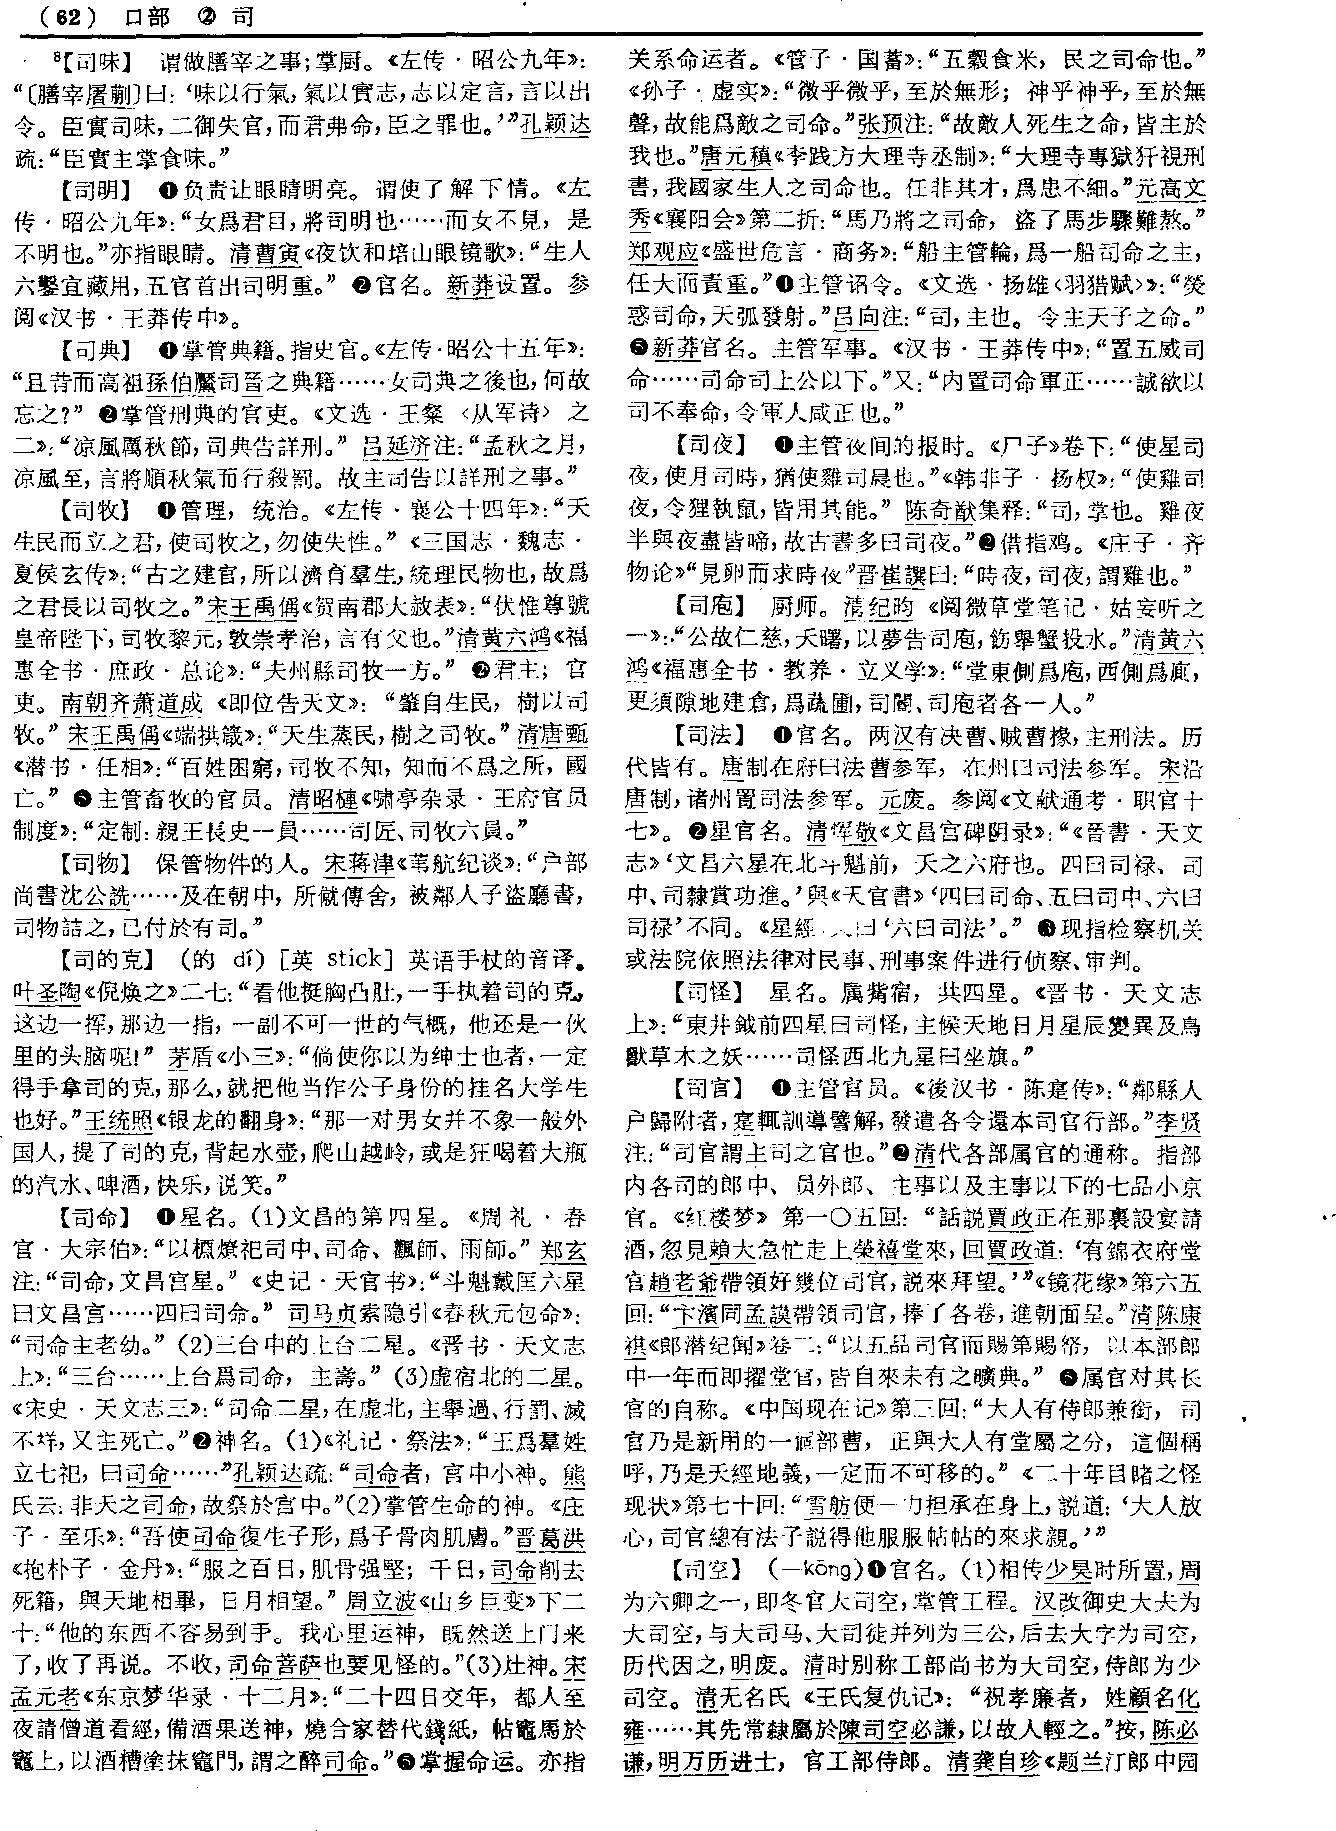 (62) 口部 ② 司
⁸【司味】 谓做膳宰之事；掌厨。《左传·昭公九年》：
“〔膳宰屠蒯〕曰：‘味以行氣，氣以實志，志以定言，言以出
令。臣實司味，二御失官，而君弗命，臣之罪也。’”孔颖达
疏：“臣實主掌食味。”
【司明】 ❶负责让眼睛明亮。谓使了解下情。《左
传·昭公九年》：“女爲君目，將司明也……而女不見，是
不明也。”亦指眼睛。清曹寅《夜饮和培山眼镜歌》：“生人
六鑿宜藏用，五官首出司明重。” ❷官名。新莽设置。参
阅《汉书·王莽传中》。
【司典】 ❶掌管典籍。指史官。《左传·昭公十五年》：
“且昔而高祖孫伯黶司晉之典籍……女司典之後也，何故
忘之？” ❷掌管刑典的官吏。《文选·王粲〈从军诗〉之
二》：“凉風厲秋節，司典告詳刑。” 吕延济注：“孟秋之月，
凉風至，言將順秋氣而行殺罰。故主司告以詳刑之事。”
【司牧】 ❶管理，统治。《左传·襄公十四年》：“天
生民而立之君，使司牧之，勿使失性。”《三国志·魏志·
夏侯玄传》：“古之建官，所以濟育羣生，統理民物也，故爲
之君長以司牧之。”宋王禹偁《贺南郡大赦表》：“伏惟尊號
皇帝陛下，司牧黎元，敦崇孝治，言有父也。”清黄六鸿《福
惠全书·庶政·总论》：“夫州縣司牧一方。” ❷君主；官
吏。南朝齐萧道成《即位告天文》：“肇自生民，樹以司
牧。”宋王禹偁《端拱箴》：“天生蒸民，樹之司牧。”清唐甄
《潜书·任相》：“百姓困窮，司牧不知，知而不爲之所，國
亡。” ❸主管畜牧的官员。清昭梿《啸亭杂录·王府官员
制度》：“定制：親王長史一員……司匠、司牧六員。”
【司物】 保管物件的人。宋蒋津《苇航纪谈》：“户部
尚書沈公詵……及在朝中，所僦傳舍，被鄰人子盜廳書，
司物詰之，已付於有司。”
【司的克】 (的 dí)［英 stick］英语手杖的音译。
叶圣陶《倪焕之》二七：“看他挺胸凸肚，一手执着司的克，
这边一挥，那边一指，一副不可一世的气概，他还是一伙
里的头脑呢！” 茅盾《小三》：“倘使你以为绅士也者，一定
得手拿司的克，那么，就把他当作公子身份的挂名大学生
也好。”王统照《银龙的翻身》：“那一对男女并不象一般外
国人，提了司的克，背起水壶，爬山越岭，或是狂喝着大瓶
的汽水、啤酒，快乐，说笑。”
【司命】 ❶星名。(1)文昌的第四星。《周礼·春
官·大宗伯》：“以槱燎祀司中、司命、飌師、雨師。”郑玄
注：“司命，文昌宫星。”《史记·天官书》：“斗魁戴匡六星
曰文昌宫……四曰司命。” 司马贞索隐引《春秋元包命》：
“司命主老幼。”(2)三台中的上台二星。《晋书·天文志
上》：“三台……上台爲司命，主壽。”(3)虚宿北的二星。
《宋史·天文志三》：“司命二星，在虚北，主舉過、行罰、滅
不祥，又主死亡。”❷神名。(1)《礼记·祭法》：“王爲羣姓
立七祀，曰司命……”孔颖达疏：“司命者，宫中小神。熊
氏云：非天之司命，故祭於宫中。”(2)掌管生命的神。《庄
子·至乐》：“吾使司命復生子形，爲子骨肉肌膚。”晋葛洪
《抱朴子·金丹》：“服之百日，肌骨强堅；千日，司命削去
死籍，與天地相畢，日月相望。” 周立波《山乡巨变》下二
十：“他的东西不容易到手。我心里运神，既然送上门来
了，收了再说。不收，司命菩萨也要见怪的。”(3)灶神。宋
孟元老《东京梦华录·十二月》：“二十四日交年，都人至
夜請僧道看經，備酒果送神，燒合家替代錢紙，帖竈馬於
竈上，以酒糟塗抹竈門，謂之醉司命。”❸掌握命运。亦指
关系命运者。《管子·国蓄》：“五穀食米，民之司命也。”
《孙子·虚实》：“微乎微乎，至於無形；神乎神乎，至於無
聲，故能爲敵之司命。”张预注：“故敵人死生之命，皆主於
我也。”唐元稹《李践方大理寺丞制》：“大理寺專獄犴視刑
書，我國家生人之司命也。任非其才，爲患不細。”元高文
秀《襄阳会》第二折：“馬乃將之司命，盜了馬步驟難熬。”
郑观应《盛世危言·商务》：“船主管輪，爲一船司命之主，
任大而責重。”❹主管诏令。《文选·扬雄〈羽猎赋〉》：“熒
惑司命，天弧發射。”吕向注：“司，主也。令主天子之命。”
❺新莽官名。主管军事。《汉书·王莽传中》：“置五威司
命……司命司上公以下。”又：“内置司命軍正……誠欲以
司不奉命，令軍人咸正也。”
【司夜】 ❶主管夜间的报时。《尸子》卷下：“使星司
夜，使月司時，猶使雞司晨也。”《韩非子·扬权》：“使雞司
夜，令狸執鼠，皆用其能。” 陈奇猷集释：“司，掌也。雞夜
半與夜盡皆啼，故古書多曰司夜。”❷借指鸡。《庄子·齐
物论》“見卵而求時夜”晋崔譔曰：“時夜，司夜，謂雞也。”
【司庖】 厨师。清纪昀《阅微草堂笔记·姑妄听之
一》：“公故仁慈，天曙，以夢告司庖，飭舉蟹投水。”清黄六
鸿《福惠全书·教养·立义学》：“堂東側爲庖，西側爲廁，
更須隙地建倉，爲蔬圃，司閽、司庖者各一人。”
【司法】 ❶官名。两汉有决曹、贼曹掾，主刑法。历
代皆有。唐制在府曰法曹参军，在州曰司法参军。宋沿
唐制，诸州置司法参军。元废。参阅《文献通考·职官十
七》。 ❷星官名。清恽敬《文昌宫碑阴录》：“《晉書·天文
志》‘文昌六星在北斗魁前，天之六府也。四曰司禄、司
中、司隸賞功進。’與《天官書》‘四曰司命、五曰司中、六曰
司禄’不同。《星經》又曰‘六曰司法’。” ❸现指检察机关
或法院依照法律对民事、刑事案件进行侦察、审判。
【司怪】 星名。属觜宿，共四星。《晋书·天文志
上》：“東井鉞前四星曰司怪，主候天地日月星辰變異及鳥
獸草木之妖……司怪西北九星曰坐旗。”
【司官】 ❶主管官员。《後汉书·陈寔传》：“鄰縣人
户歸附者，寔輒訓導譬解，發遣各令還本司官行部。”李贤
注：“司官謂主司之官也。”❷清代各部属官的通称。指部
内各司的郎中、员外郎、主事以及主事以下的七品小京
官。《红楼梦》第一〇五回：“話説賈政正在那裏設宴請
酒，忽見賴大急忙走上榮禧堂來，回賈政道：‘有錦衣府堂
官趙老爺帶領好幾位司官，説來拜望。’”《镜花缘》第六五
回：“卞濱同孟謨帶領司官，捧了各卷，進朝面呈。”清陈康
祺《郎潜纪闻》卷二：“以五品司官而賜第賜帑，以本部郎
中一年而即擢堂官，皆自來未有之曠典。” ❸属官对其长
官的自称。《中国现在记》第三回：“大人有侍郎兼銜，司
官乃是新用的一個部曹，正與大人有堂屬之分，這個稱
呼，乃是天經地義，一定而不可移的。”《二十年目睹之怪
现状》第七十回：“雪舫便一力担承在身上，説道：‘大人放
心，司官總有法子説得他服服帖帖的來求親。’”
【司空】 (—kōng)❶官名。(1)相传少昊时所置，周
为六卿之一，即冬官大司空，掌管工程。汉改御史大夫为
大司空，与大司马、大司徒并列为三公，后去大字为司空，
历代因之，明废。清时别称工部尚书为大司空，侍郎为少
司空。清无名氏《王氏复仇记》：“祝孝廉者，姓顧名化
雍……其先常隸屬於陳司空必謙，以故人輕之。”按，陈必
谦，明万历进士，官工部侍郎。清龚自珍《题兰汀郎中园